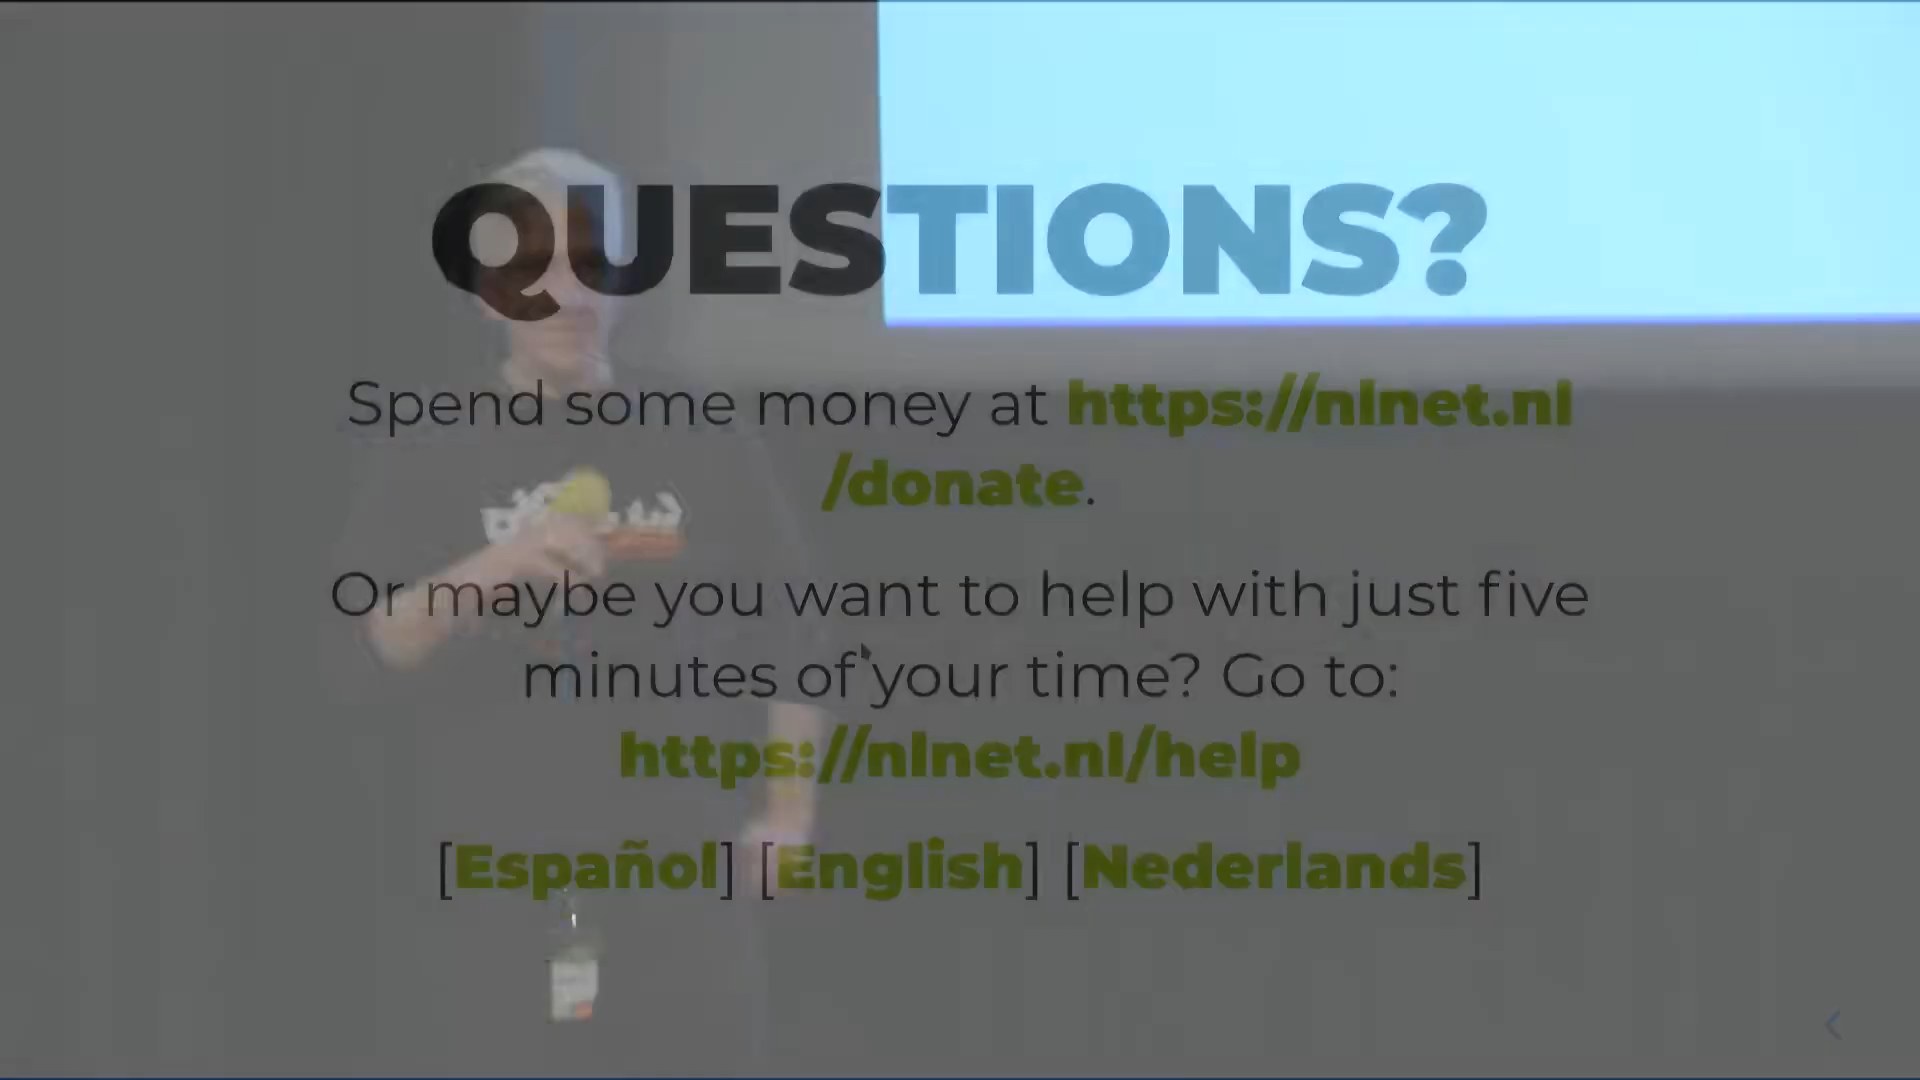 QUESTIONS?
Spend some money at https://nlnet.nl
/donate.
Or maybe you want to help with just five
minutes of your time? Go to:
https://nlnet.nl/help
[Español] [English] [Nederlands]